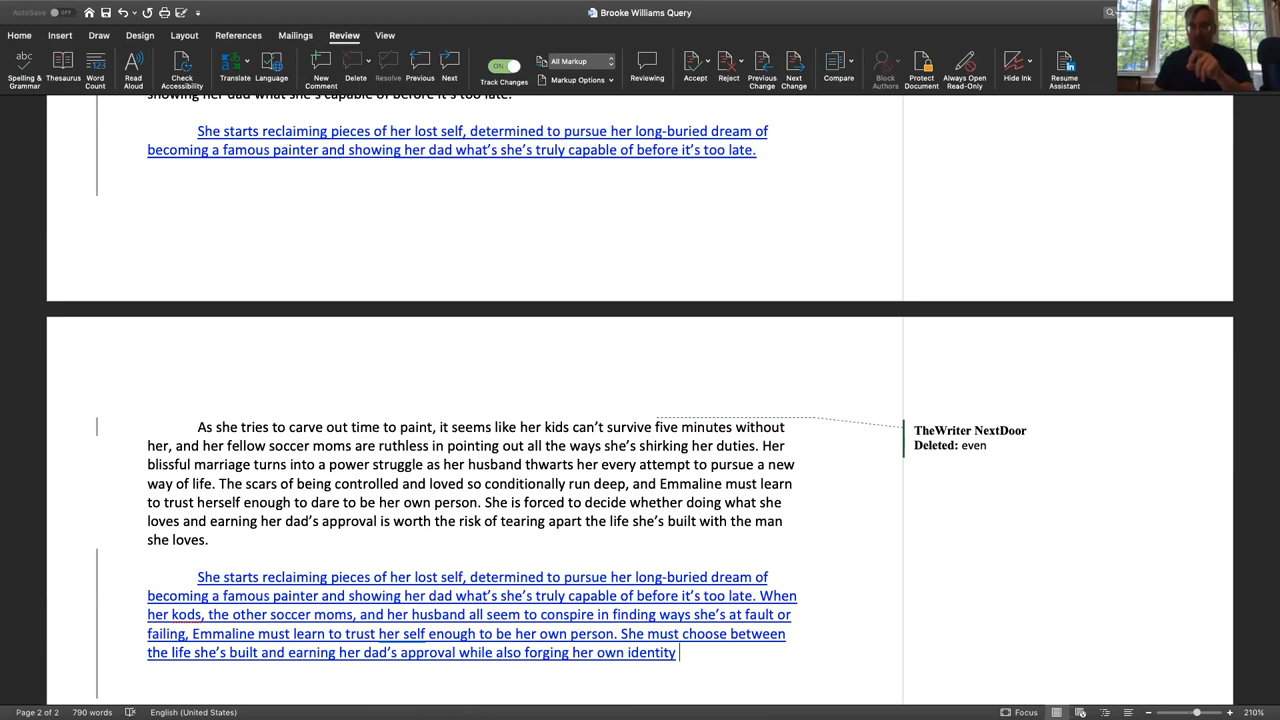 AutoSave OFF
Brooke Williams Query
Home Insert Draw Design Layout References Mailings Review View
abc
Spelling & Grammar
Thesaurus
Word Count
Read Aloud
Check Accessibility
Translate
Language
New Comment
Delete
Resolve
Previous
Next
ON
Track Changes
All Markup
Markup Options
Reviewing
Accept
Reject
Previous Change
Next Change
Compare
Block Authors
Protect Document
Always Open Read-Only
Hide Ink
Resume Assistant
showing her dad what she's capable of before it's too late.
She starts reclaiming pieces of her lost self, determined to pursue her long-buried dream of
becoming a famous painter and showing her dad what's she's truly capable of before it's too late.
As she tries to carve out time to paint, it seems like her kids can't survive five minutes without
her, and her fellow soccer moms are ruthless in pointing out all the ways she's shirking her duties. Her
blissful marriage turns into a power struggle as her husband thwarts her every attempt to pursue a new
way of life. The scars of being controlled and loved so conditionally run deep, and Emmaline must learn
to trust herself enough to dare to be her own person. She is forced to decide whether doing what she
loves and earning her dad's approval is worth the risk of tearing apart the life she's built with the man
she loves.
TheWriter NextDoor
Deleted: even
She starts reclaiming pieces of her lost self, determined to pursue her long-buried dream of
becoming a famous painter and showing her dad what's she's truly capable of before it's too late. When
her kods, the other soccer moms, and her husband all seem to conspire in finding ways she's at fault or
failing, Emmaline must learn to trust her self enough to be her own person. She must choose between
the life she's built and earning her dad's approval while also forging her own identity
Page 2 of 2 790 words English (United States) Focus 210%